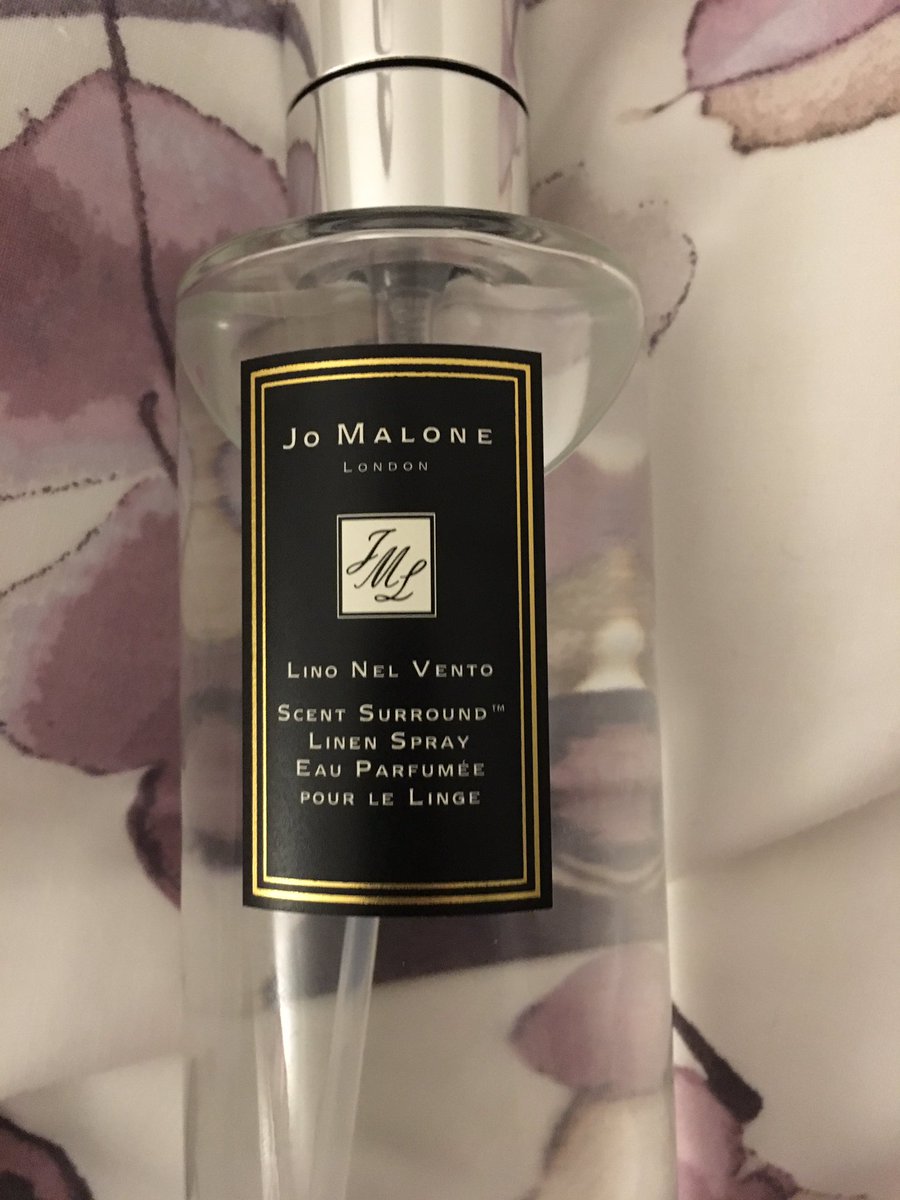 Jo Malone
London
JML
Lino Nel Vento
Scent Surround™
Linen Spray
Eau Parfumée
pour le Linge